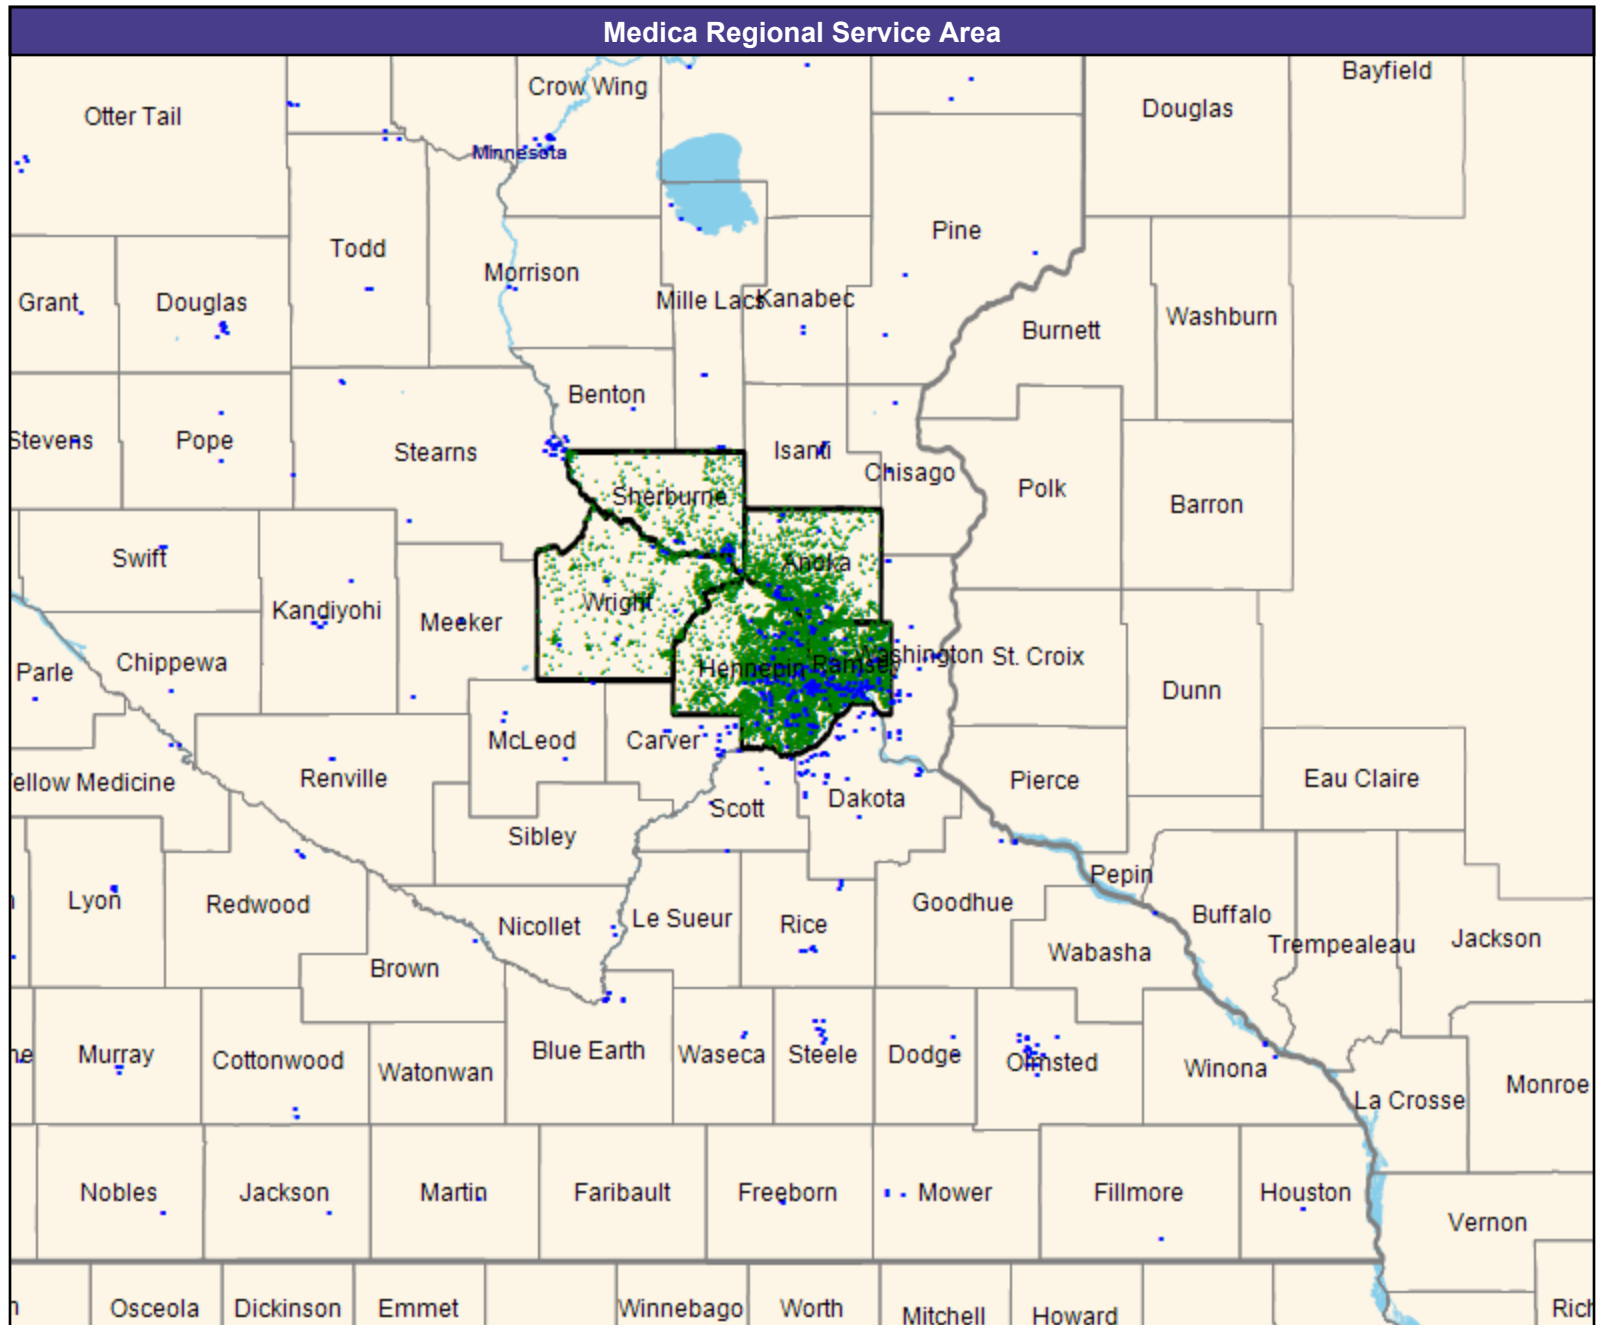 Medica Regional Service Area
Bayfield
Crow Wing
Douglas
Otter Tail
Minnesota
Pine
Todd
Morrison
Mille Lacs
Kanabec
Grant
Douglas
Washburn
Burnett
Benton
Stevens
Pope
Stearns
Isanti
Chisago
Polk
Barron
Sherburne
Swift
Anoka
Wright
Kandiyohi
Meeker
Hennepin
Ramsey
Washington
St. Croix
Parle
Chippewa
Dunn
McLeod
Carver
Renville
Pierce
Eau Claire
ellow Medicine
Scott
Dakota
Sibley
Pepin
Lyon
Redwood
Goodhue
Buffalo
Nicollet
Le Sueur
Rice
Trempealeau
Jackson
Wabasha
Brown
Murray
Cottonwood
Watonwan
Blue Earth
Waseca
Steele
Dodge
Olmsted
Winona
La Crosse
Monroe
Nobles
Jackson
Martin
Faribault
Freeborn
Mower
Fillmore
Houston
Vernon
Osceola
Dickinson
Emmet
Winnebago
Worth
Mitchell
Howard
Rich